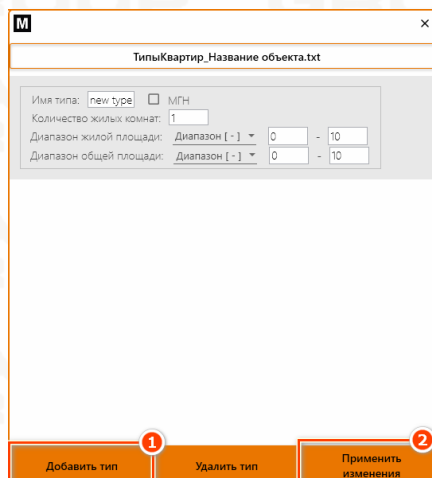 M ×
ТипыКвартир_Название объекта.txt
Имя типа: new type МГН
Количество жилых комнат: 1
Диапазон жилой площади: Диапазон [ - ] 0 - 10
Диапазон общей площади: Диапазон [ - ] 0 - 10
1 2
Добавить тип Удалить тип Применить
изменения